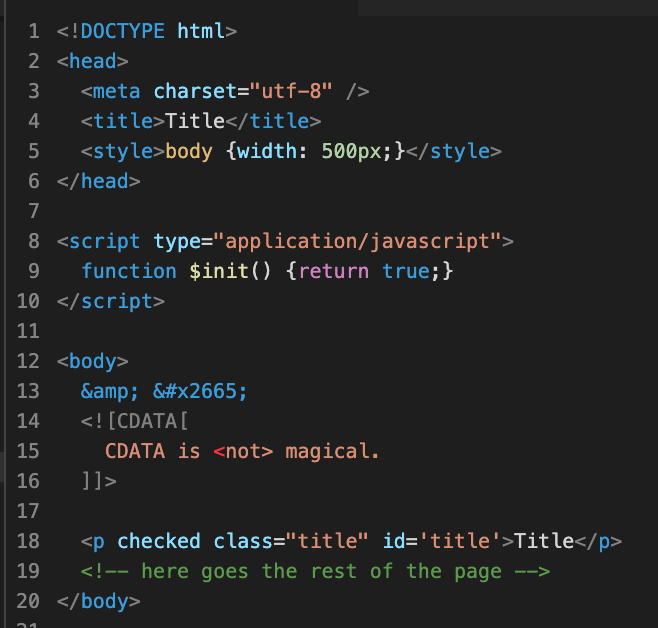 1 <!DOCTYPE html>
2 <head>
3   <meta charset="utf-8" />
4   <title>Title</title>
5   <style>body {width: 500px;}</style>
6 </head>
7
8 <script type="application/javascript">
9   function $init() {return true;}
10 </script>
11
12 <body>
13   &amp; &#x2665;
14   <![CDATA[
15     CDATA is <not> magical.
16   ]]>
17
18   <p checked class="title" id='title'>Title</p>
19   <!-- here goes the rest of the page -->
20 </body>